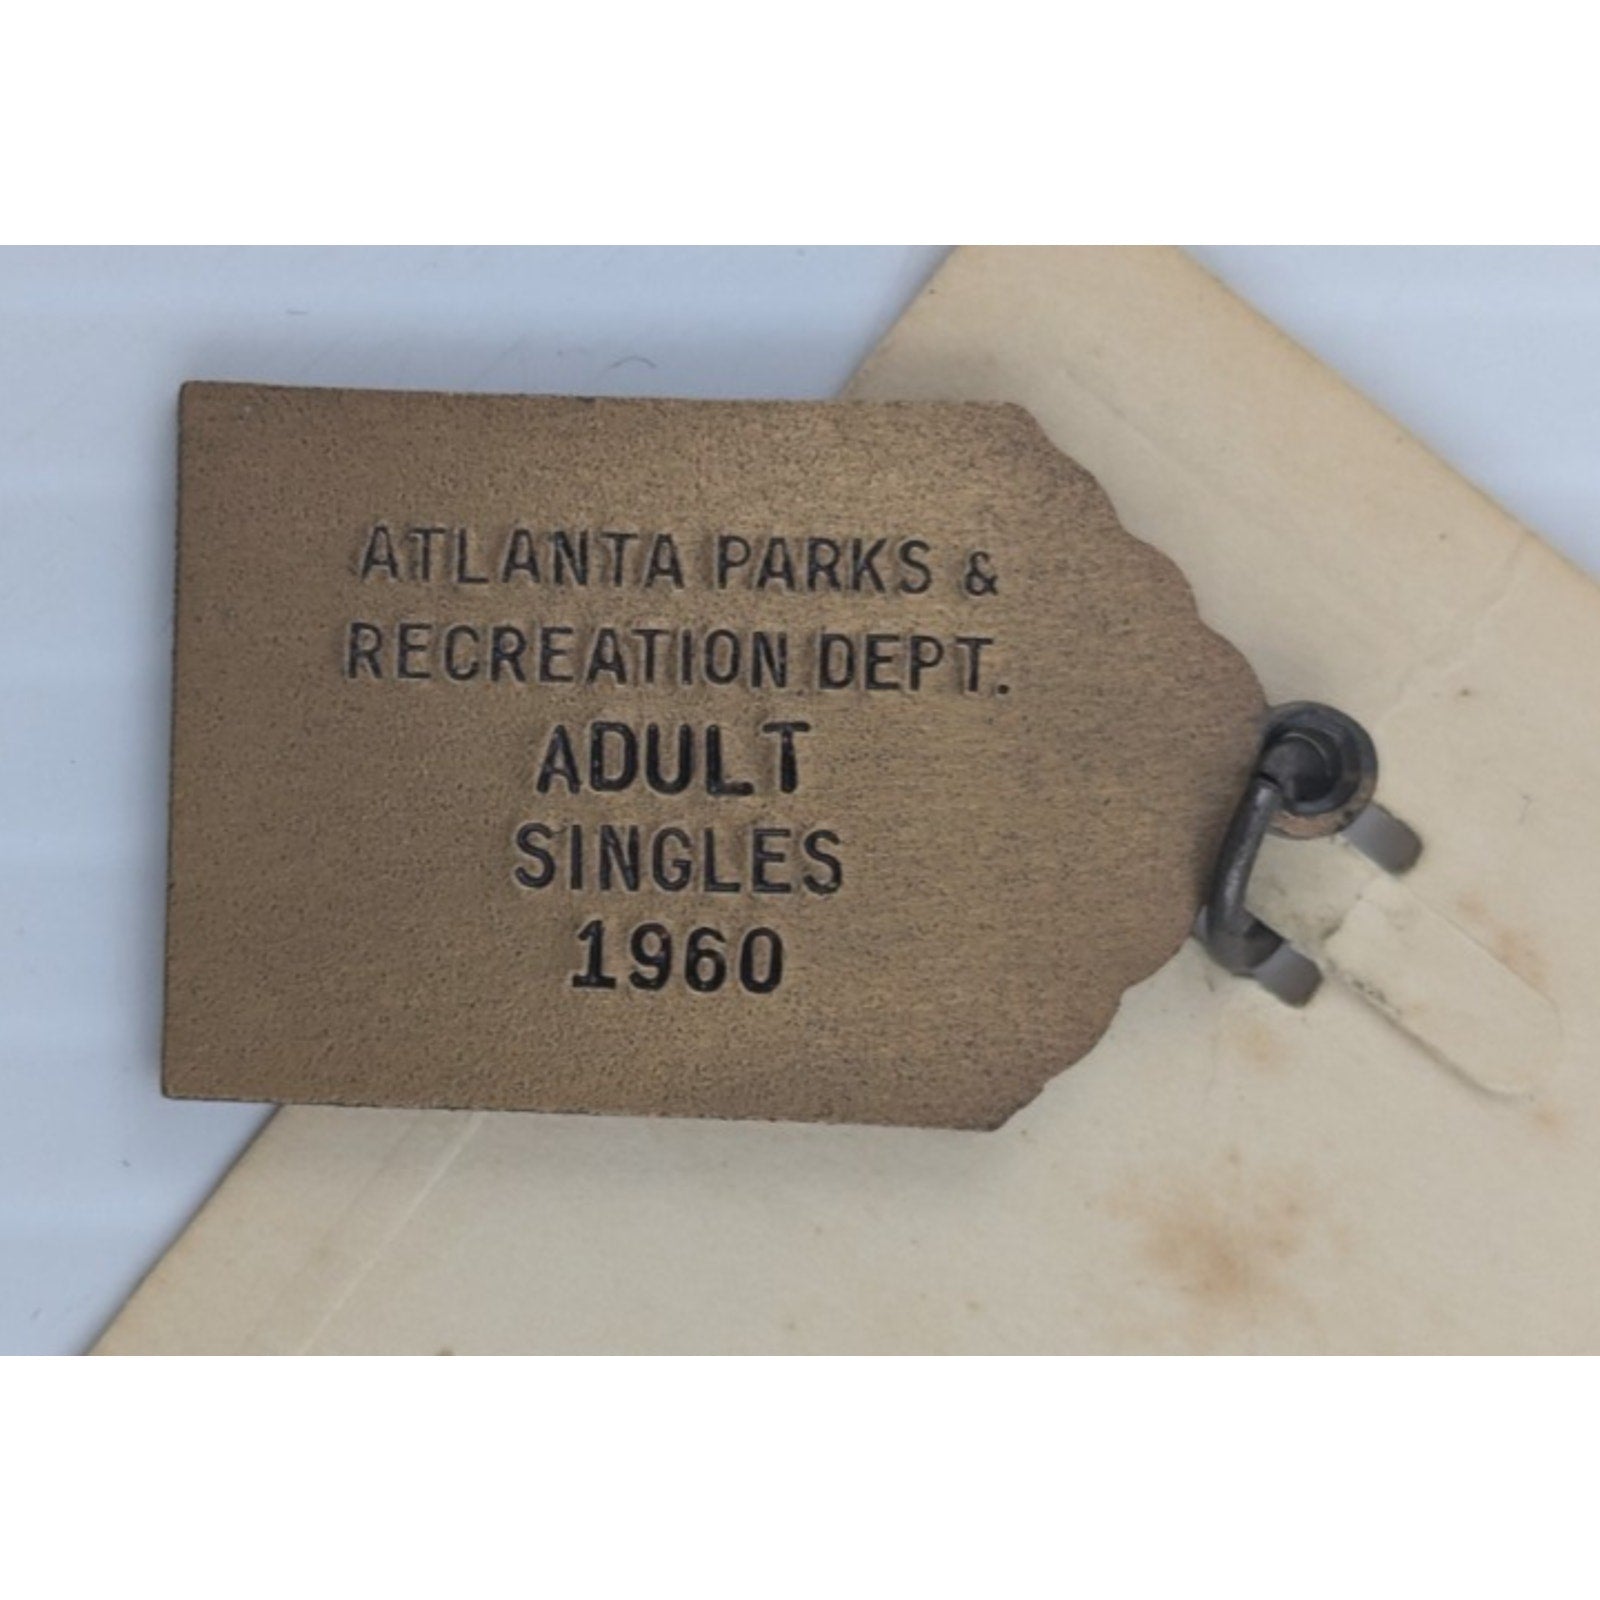 ATLANTA PARKS &
RECREATION DEPT.
ADULT
SINGLES
1960